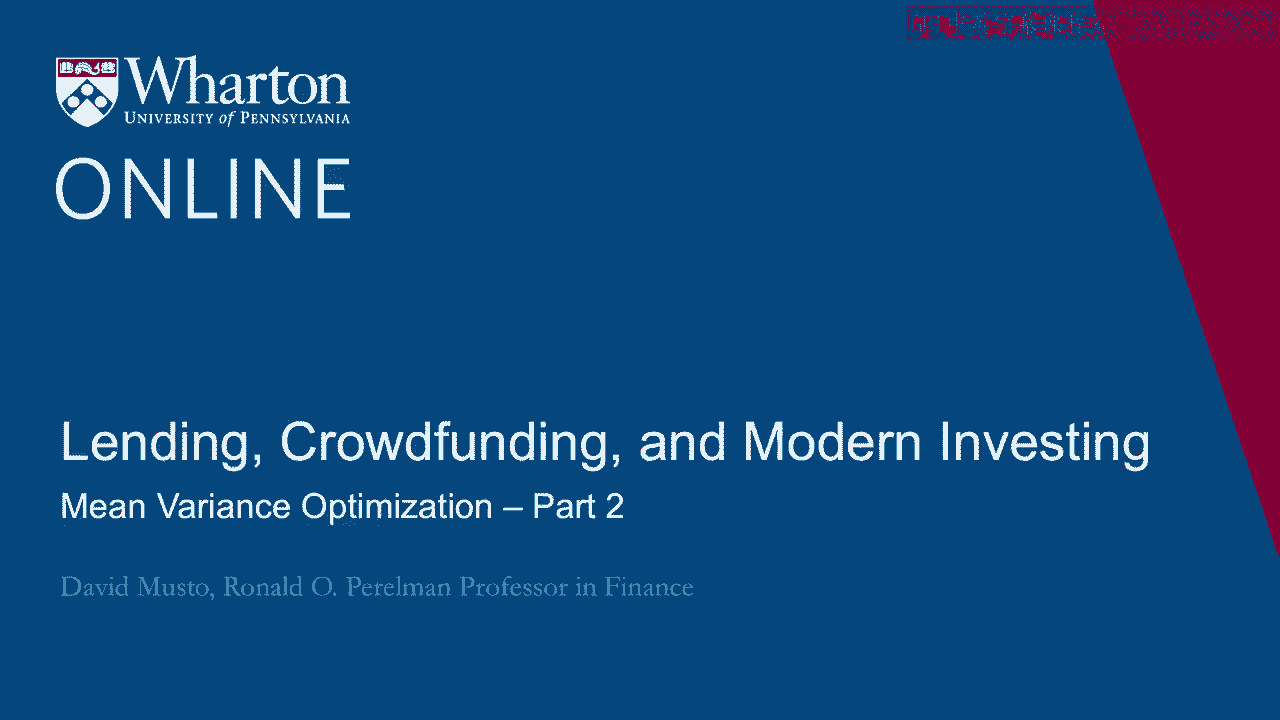 Wharton
UNIVERSITY of PENNSYLVANIA
ONLINE
Lending, Crowdfunding, and Modern Investing
Mean Variance Optimization – Part 2
David Musto, Ronald O. Perelman Professor in Finance